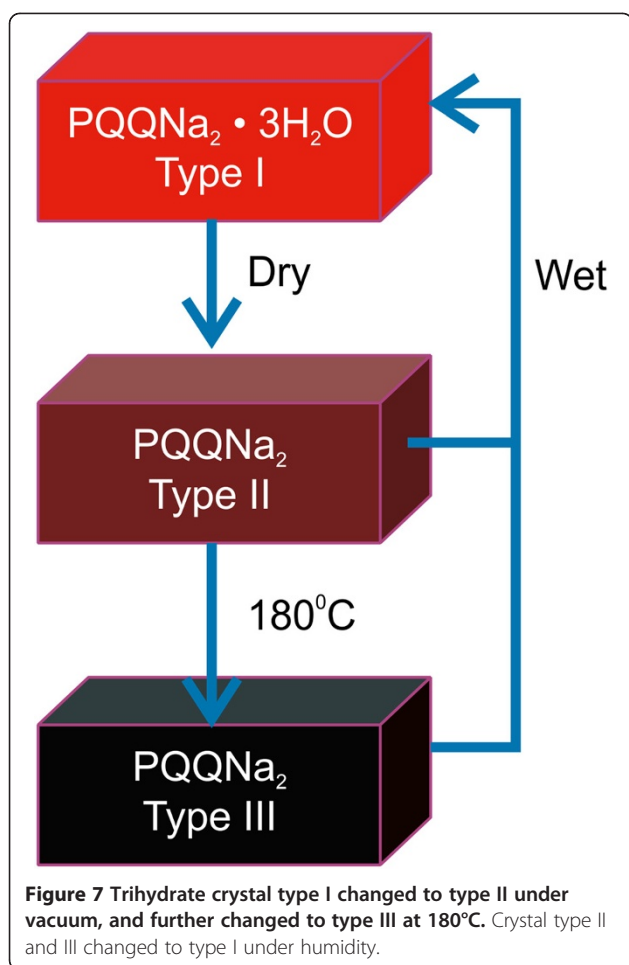 PQQNa₂ • 3H₂O
Type I
Dry
Wet
PQQNa₂
Type II
180⁰C
PQQNa₂
Type III
Figure 7 Trihydrate crystal type I changed to type II under
vacuum, and further changed to type III at 180°C. Crystal type II
and III changed to type I under humidity.